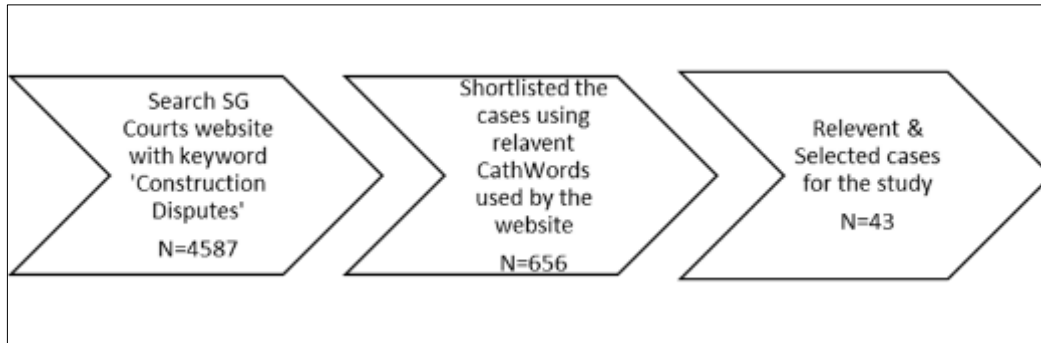 Search SG
Courts website
with keyword
'Construction
Disputes'
N=4587
Shortlisted the
cases using
relavent
CathWords
used by the
website
N=656
Relevent &
Selected cases
for the study
N=43